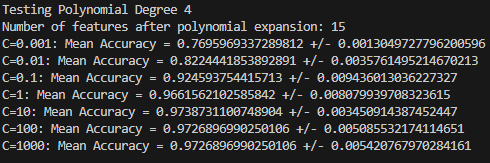 Testing Polynomial Degree 4
Number of features after polynomial expansion: 15
C=0.001: Mean Accuracy = 0.7695969337289812 +/- 0.0013049727796200596
C=0.01: Mean Accuracy = 0.8224441853892891 +/- 0.0035761495214670213
C=0.1: Mean Accuracy = 0.924593754415713 +/- 0.009436013036227327
C=1: Mean Accuracy = 0.9661562102585842 +/- 0.008079939708323615
C=10: Mean Accuracy = 0.9738731100748904 +/- 0.003450914387452447
C=100: Mean Accuracy = 0.9726896990250106 +/- 0.005085532174114651
C=1000: Mean Accuracy = 0.9726896990250106 +/- 0.005420767970284161